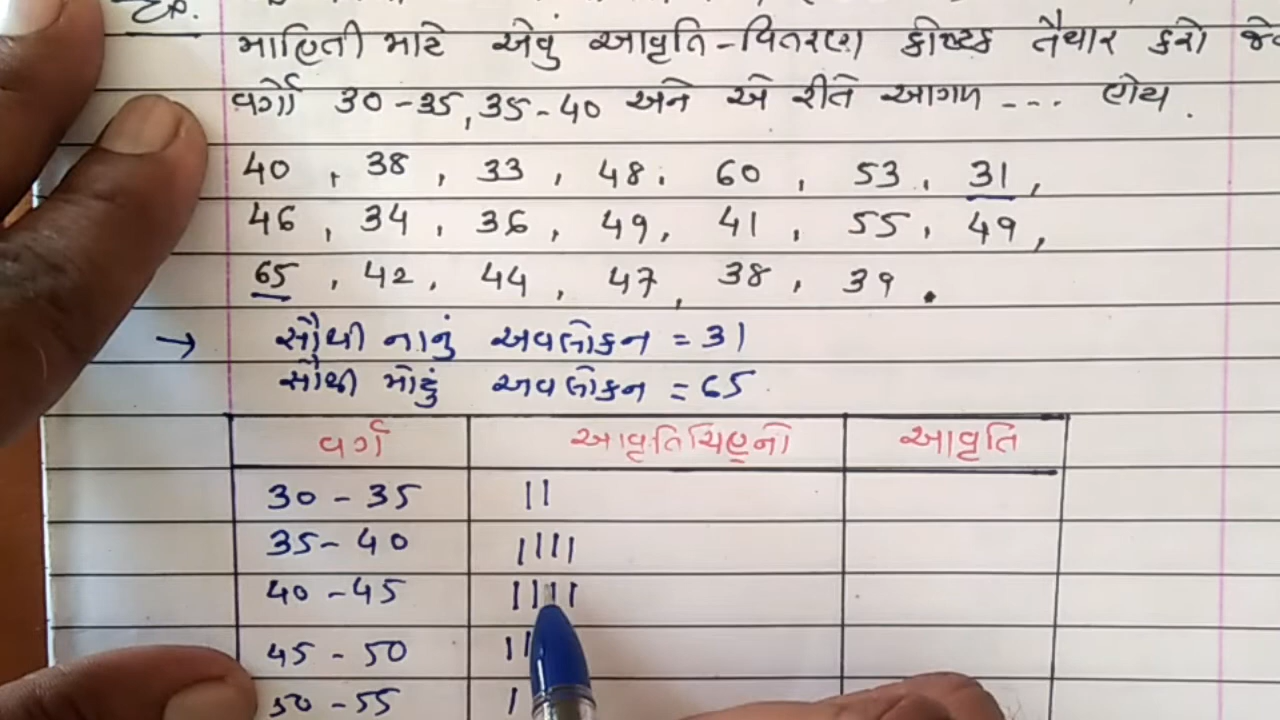 Ex.
માહિતી માટે એવું આવૃતિ-વિતરણ કોષ્ટક તૈયાર કરો
વર્ગો 30-35, 35-40 અને એ રીતે આગળ --- હોય .
40 , 38 , 33 , 48 . 60 , 53 . 31 ,
46 , 34 , 36 , 49 , 41 , 55 , 49 ,
65 , 42 , 44 , 47 , 38 , 39 .
→ સૌથી નાનું અવલોકન = 31
સૌથી મોટું અવલોકન = 65
વર્ગ આવૃતિચિહ્નો આવૃતિ
30 - 35 ||
35 - 40 ||||
40 - 45 ||||
45 - 50 ||
50 - 55 |